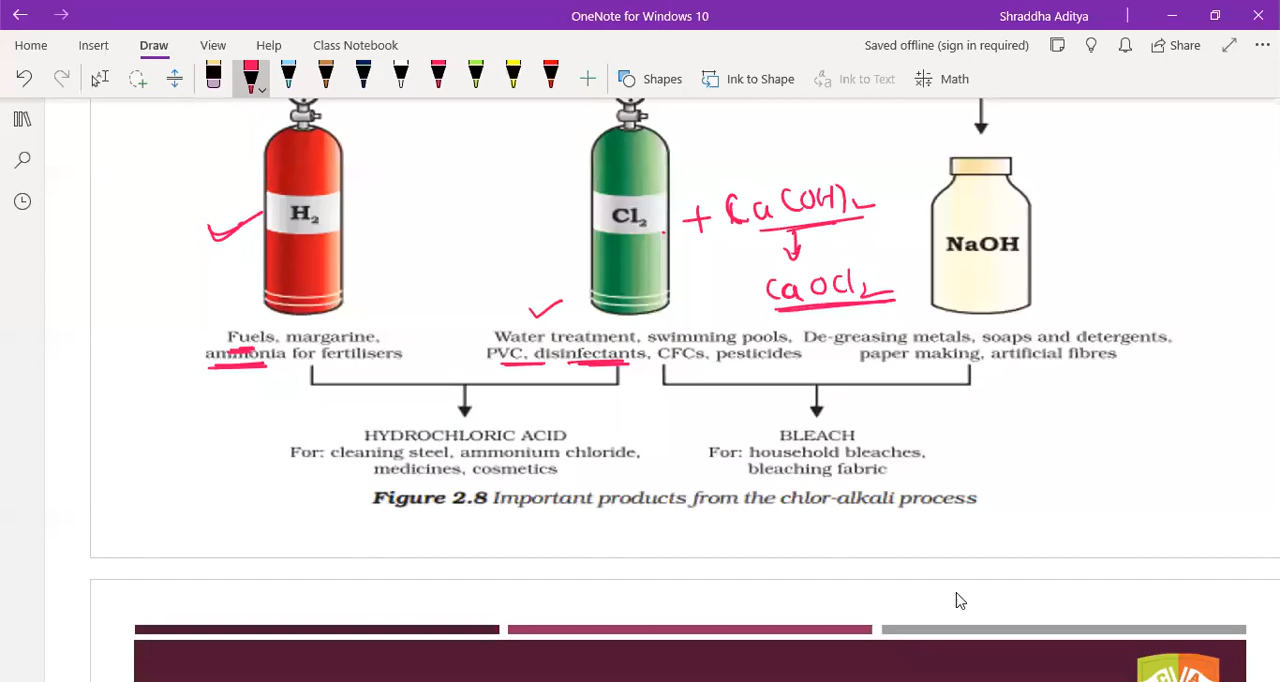 OneNote for Windows 10
Shraddha Aditya
Home Insert Draw View Help Class Notebook
Saved offline (sign in required)
Share
Shapes
Ink to Shape
Ink to Text
Math
H₂
Cl₂
+ Ca(OH)₂
CaOCl₂
NaOH
Fuels, margarine,
ammonia for fertilisers
Water treatment, swimming pools,
PVC, disinfectants, CFCs, pesticides
De-greasing metals, soaps and detergents,
paper making, artificial fibres
HYDROCHLORIC ACID
For: cleaning steel, ammonium chloride,
medicines, cosmetics
BLEACH
For: household bleaches,
bleaching fabric
Figure 2.8 Important products from the chlor-alkali process